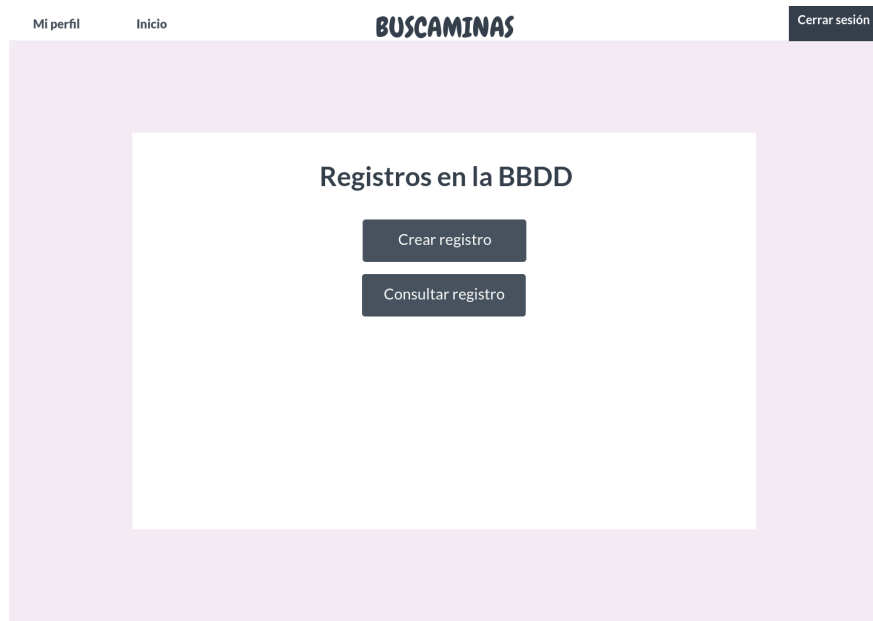 Mi perfil
Inicio
BUSCAMINAS
Cerrar sesión
Registros en la BBDD
Crear registro
Consultar registro